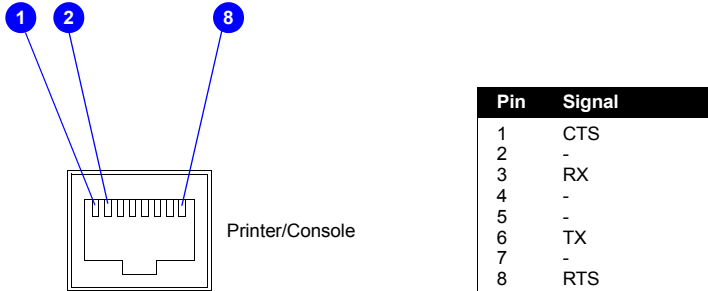 1 2 8
Printer/Console
Pin Signal
1 CTS
2 -
3 RX
4 -
5 -
6 TX
7 -
8 RTS